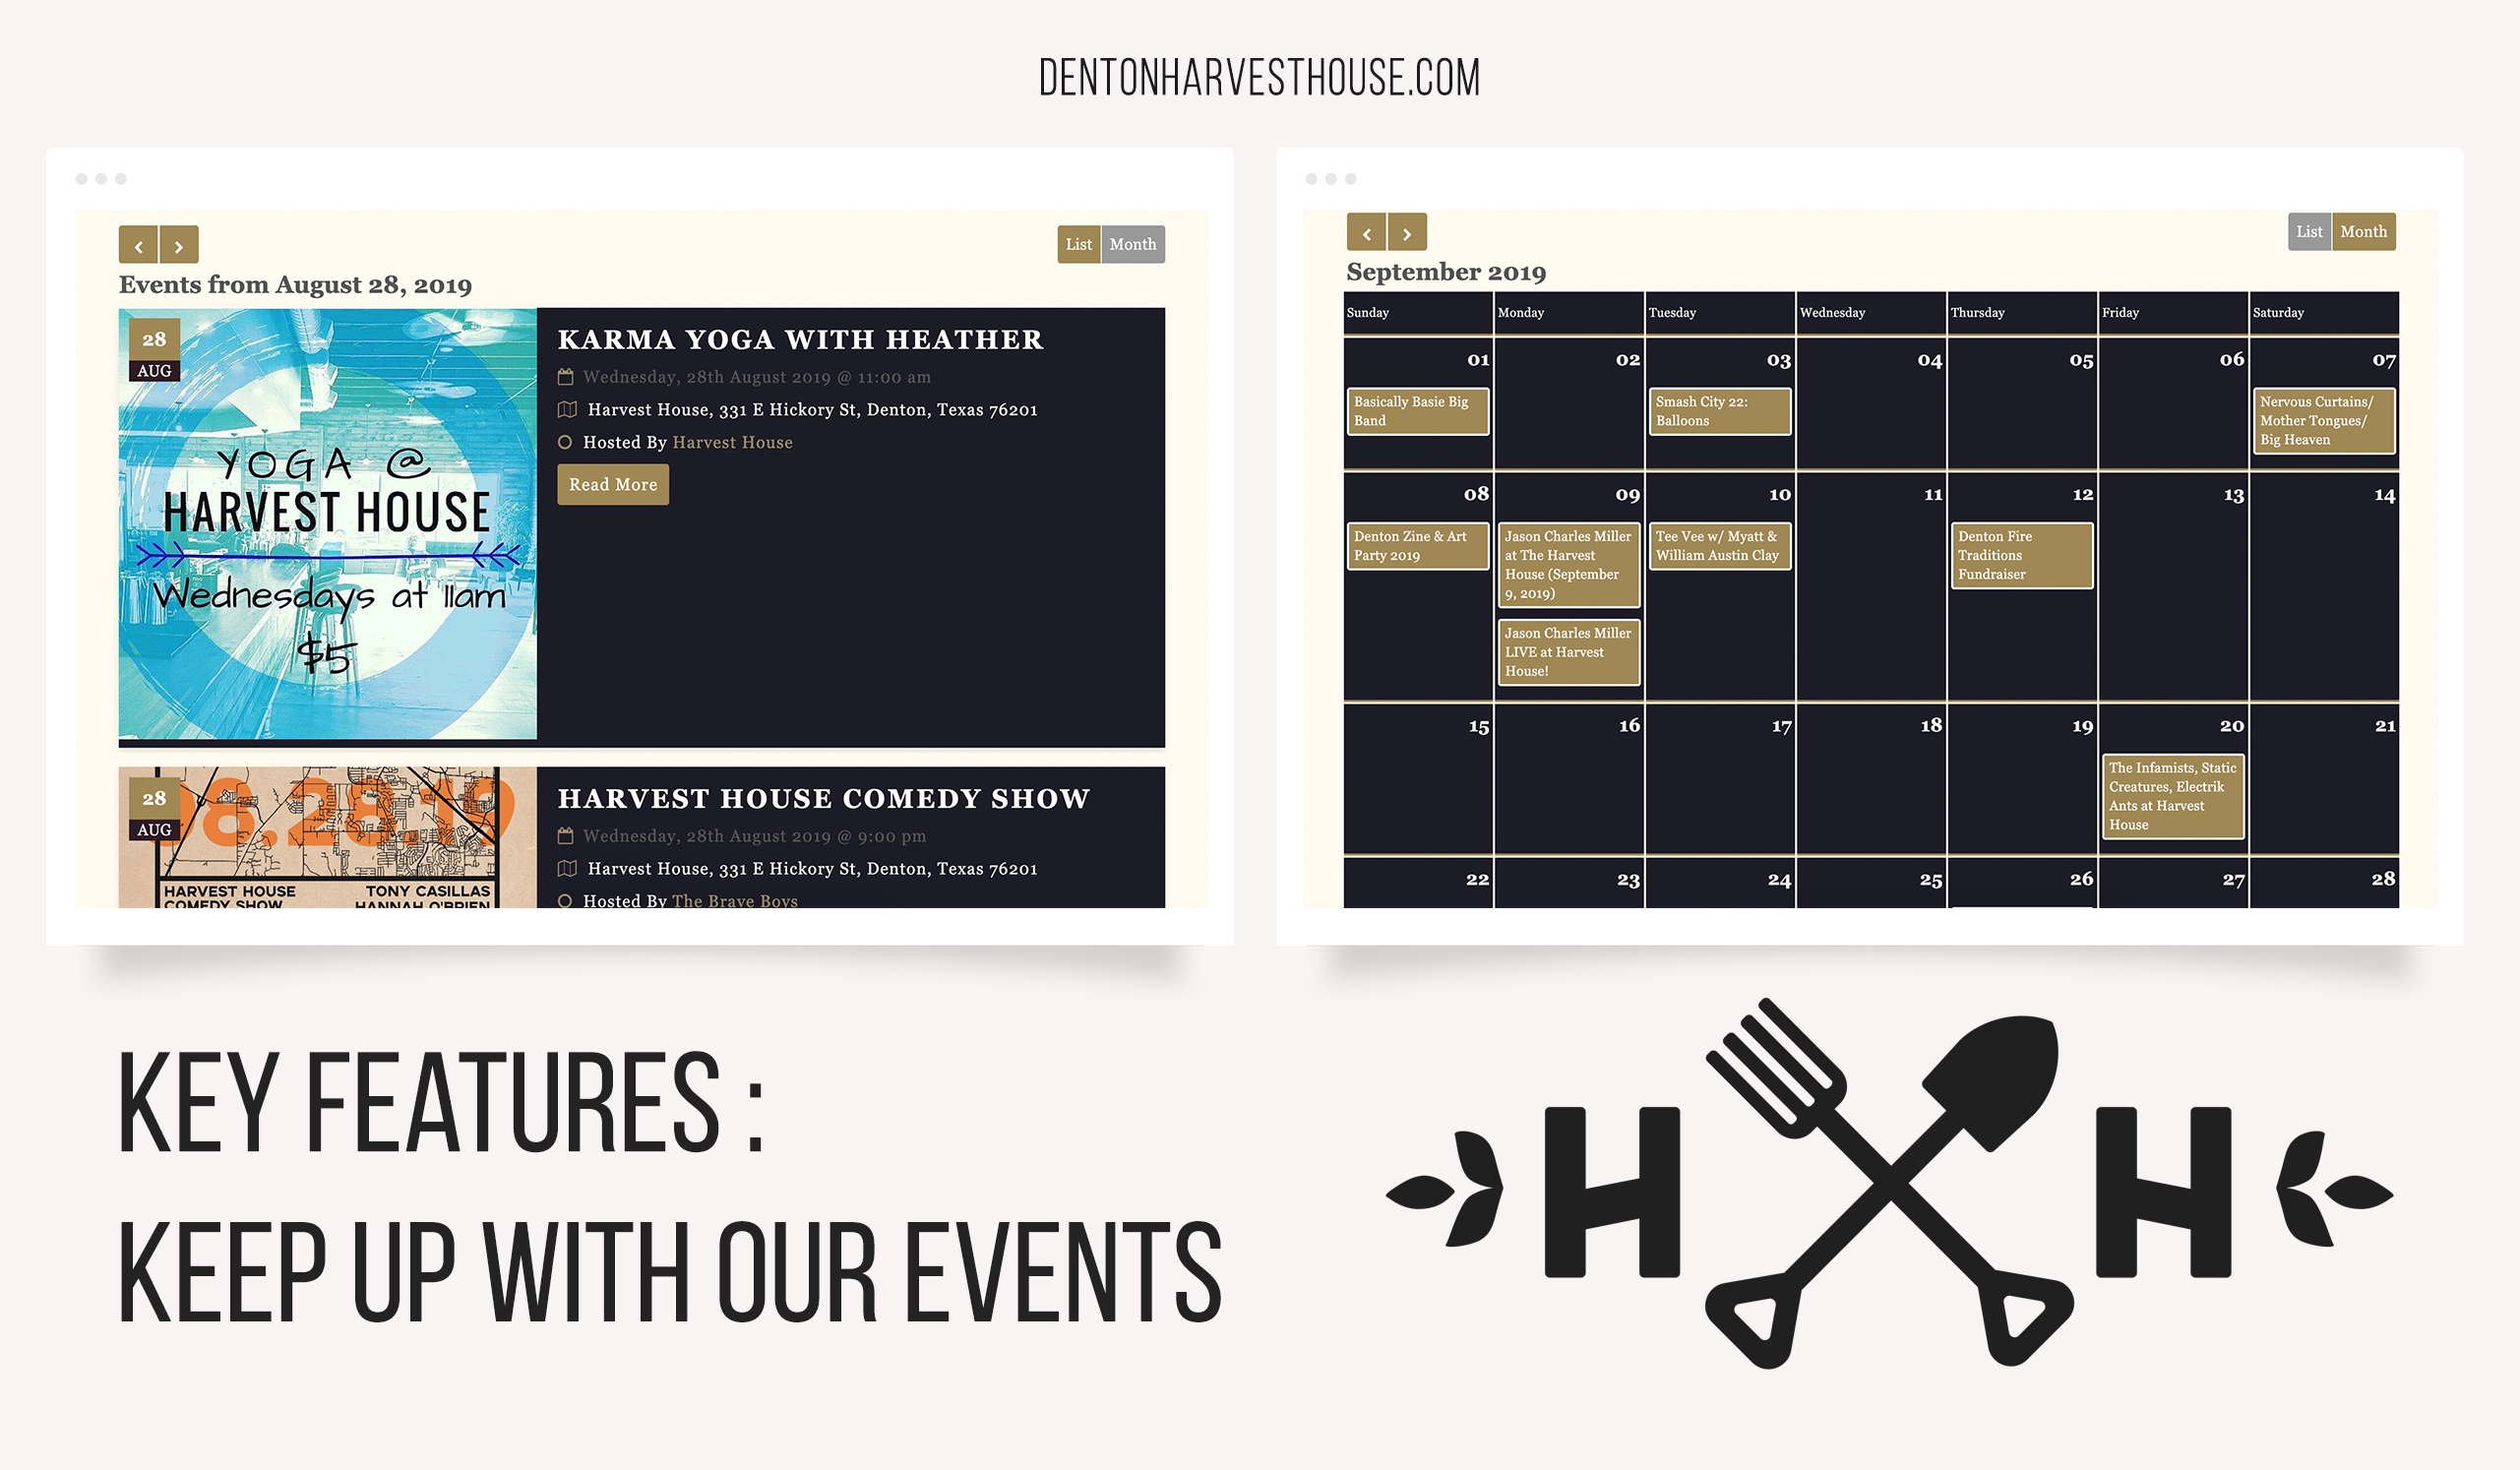 DENTONHARVESTHOUSE.COM
List Month
Events from August 28, 2019
28
AUG
YOGA @
HARVEST HOUSE
Wednesdays at 11am
$5
KARMA YOGA WITH HEATHER
Wednesday, 28th August 2019 @ 11:00 am
Harvest House, 331 E Hickory St, Denton, Texas 76201
Hosted By Harvest House
Read More
28
AUG
08.28.19
HARVEST HOUSE
COMEDY SHOW
TONY CASILLAS
HANNAH O'BRIEN
HARVEST HOUSE COMEDY SHOW
Wednesday, 28th August 2019 @ 9:00 pm
Harvest House, 331 E Hickory St, Denton, Texas 76201
Hosted By The Brave Boys
List Month
September 2019
Sunday Monday Tuesday Wednesday Thursday Friday Saturday
01 02 03 04 05 06 07
Basically Basie Big
Band
Smash City 22:
Balloons
Nervous Curtains/
Mother Tongues/
Big Heaven
08 09 10 11 12 13 14
Denton Zine & Art
Party 2019
Jason Charles Miller
at The Harvest
House (September
9, 2019)
Jason Charles Miller
LIVE at Harvest
House!
Tee Vee w/ Myatt &
William Austin Clay
Denton Fire
Traditions
Fundraiser
15 16 17 18 19 20 21
The Infamists, Static
Creatures, Electrik
Ants at Harvest
House
22 23 24 25 26 27 28
KEY FEATURES :
KEEP UP WITH OUR EVENTS
H H